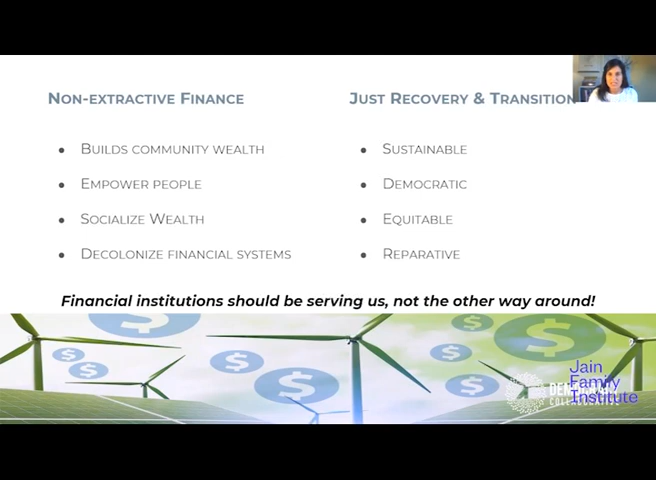 NON-EXTRACTIVE FINANCE
• BUILDS COMMUNITY WEALTH
• EMPOWER PEOPLE
• SOCIALIZE WEALTH
• DECOLONIZE FINANCIAL SYSTEMS
JUST RECOVERY & TRANSITION
• SUSTAINABLE
• DEMOCRATIC
• EQUITABLE
• REPARATIVE
Financial institutions should be serving us, not the other way around!
$ $ $ $ $ $ $ $
Jain
Family
Institute